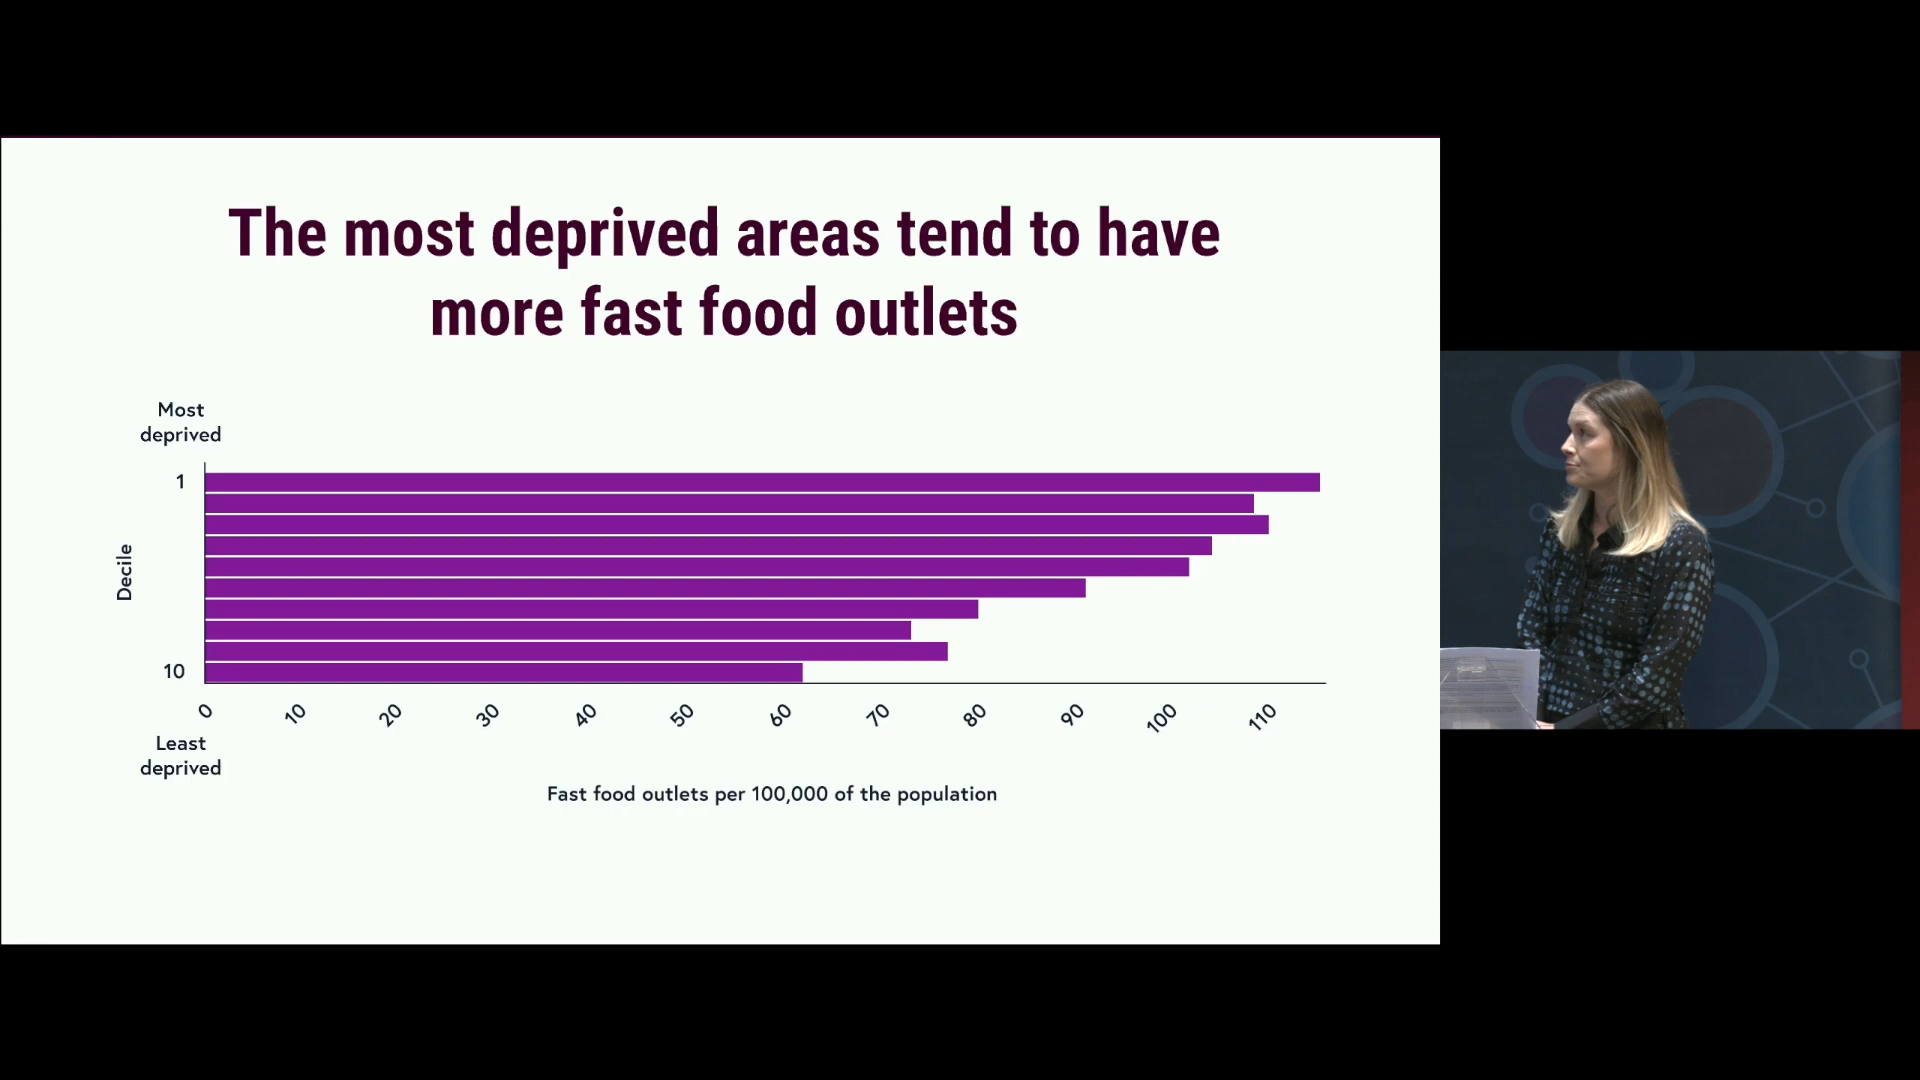 The most deprived areas tend to have
more fast food outlets
Most
deprived
1
Decile
10
0
10
20
30
40
50
60
70
80
90
100
110
Least
deprived
Fast food outlets per 100,000 of the population